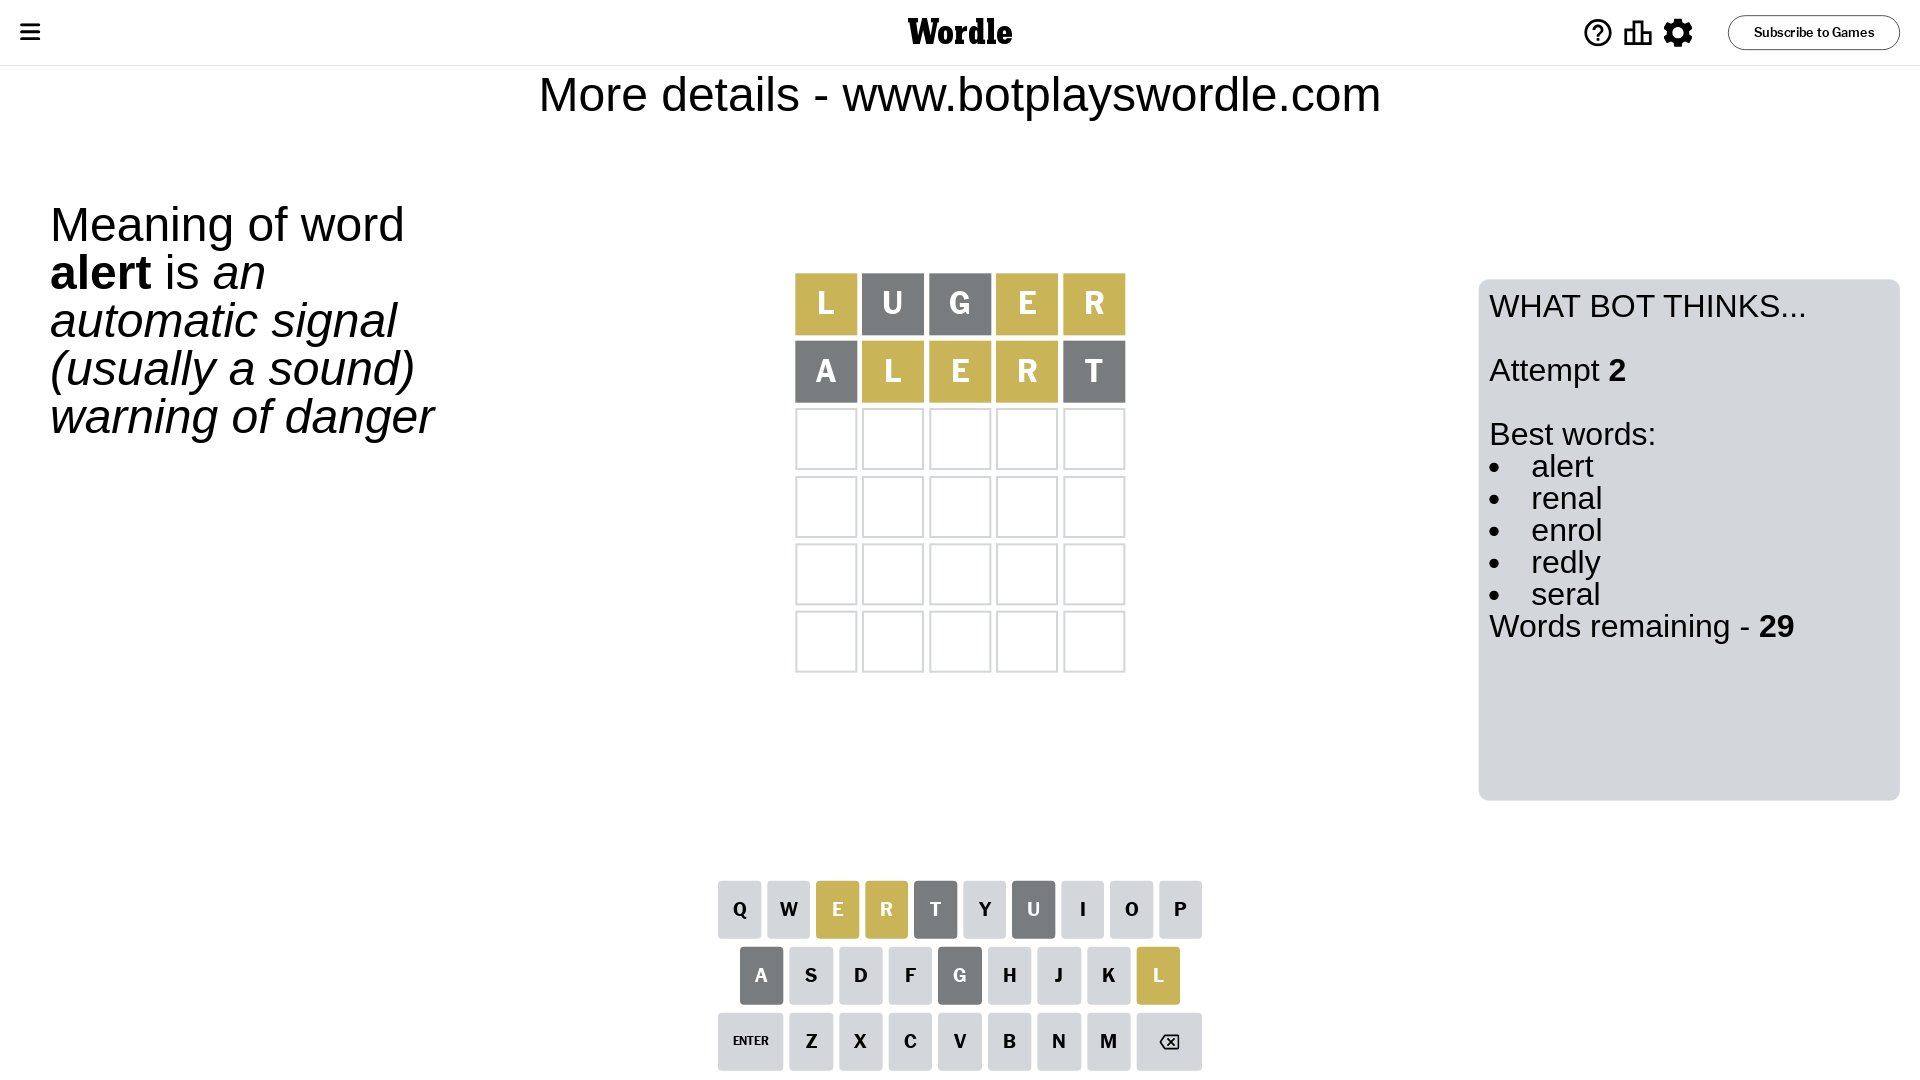 Wordle
Subscribe to Games
More details - www.botplayswordle.com
Meaning of word
alert is an
automatic signal
(usually a sound)
warning of danger
L U G E R
A L E R T
WHAT BOT THINKS...
Attempt 2
Best words:
• alert
• renal
• enrol
• redly
• seral
Words remaining - 29
Q W E R T Y U I O P
A S D F G H J K L
ENTER Z X C V B N M